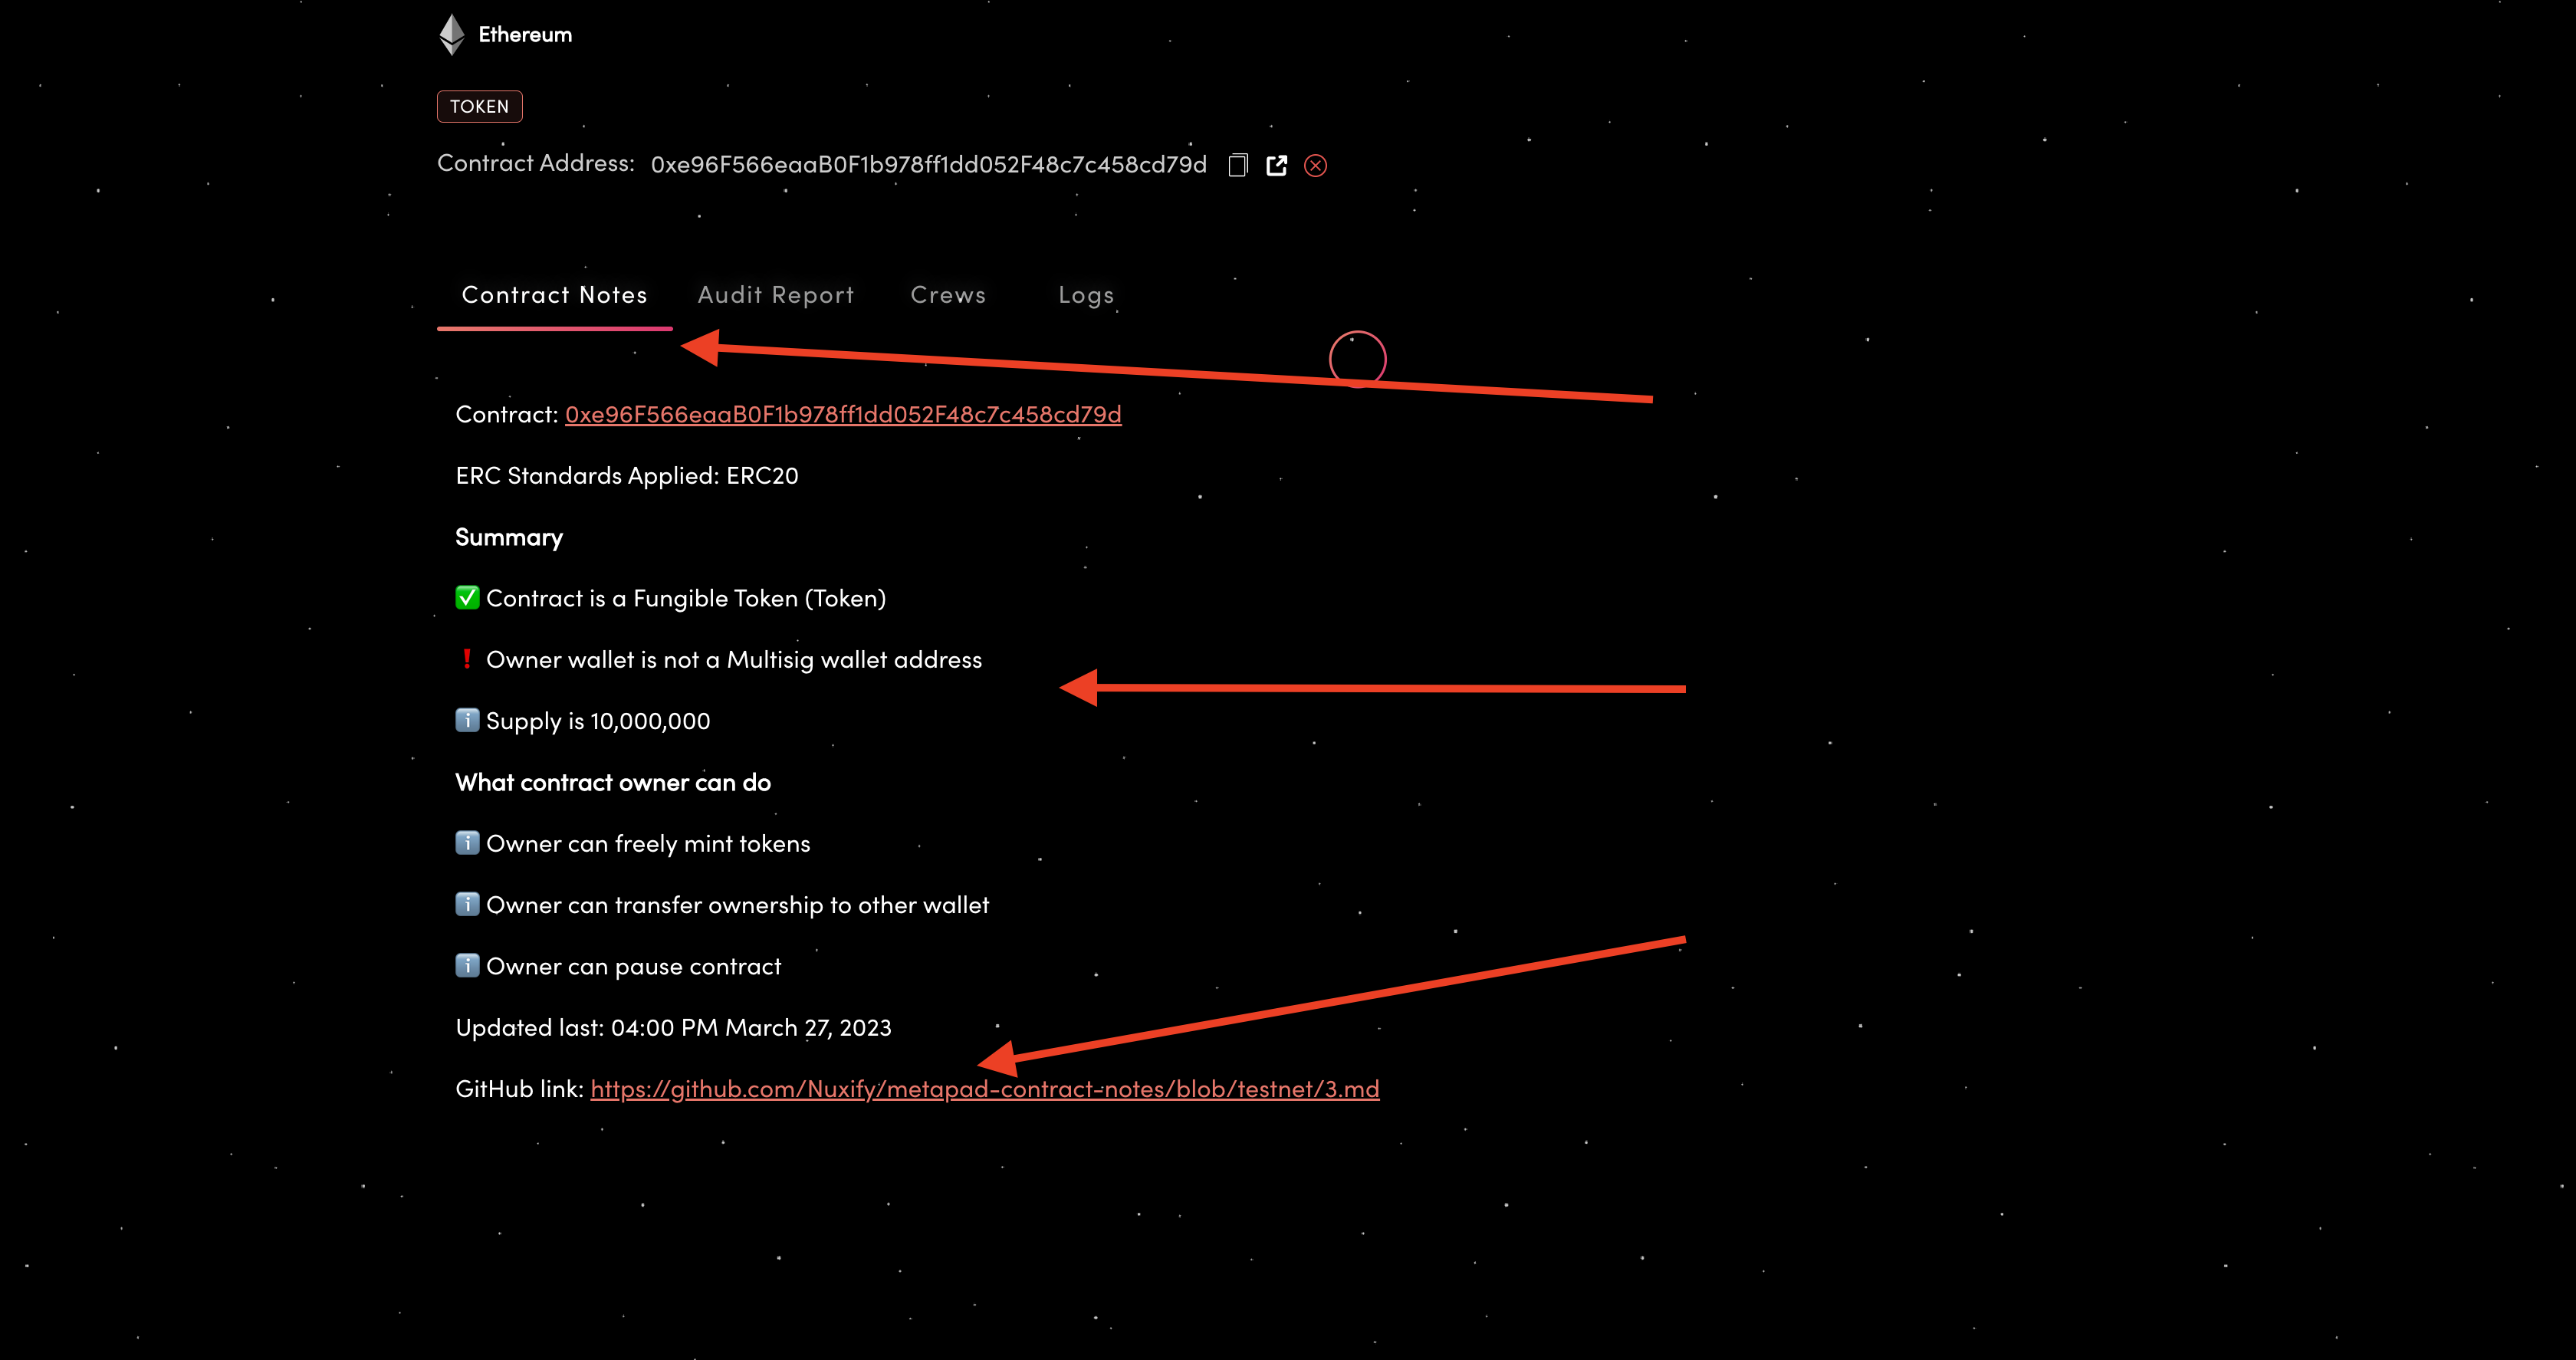 Ethereum
TOKEN
Contract Address: 0xe96F566eaaB0F1b978ff1dd052F48c7c458cd79d
Contract Notes Audit Report Crews Logs
Contract: 0xe96F566eaaB0F1b978ff1dd052F48c7c458cd79d
ERC Standards Applied: ERC20
Summary
✅ Contract is a Fungible Token (Token)
❗ Owner wallet is not a Multisig wallet address
ℹ️ Supply is 10,000,000
What contract owner can do
ℹ️ Owner can freely mint tokens
ℹ️ Owner can transfer ownership to other wallet
ℹ️ Owner can pause contract
Updated last: 04:00 PM March 27, 2023
GitHub link: https://github.com/Nuxify/metapad-contract-notes/blob/testnet/3.md